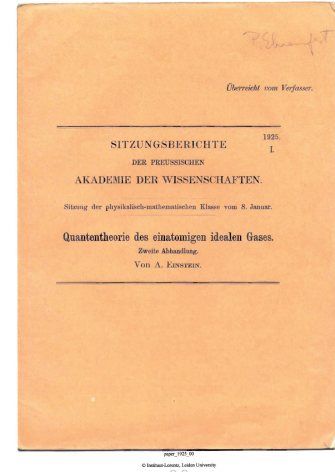 P. Ehrenfest
Überreicht vom Verfasser.
1925.
I.
SITZUNGSBERICHTE
DER PREUSSISCHEN
AKADEMIE DER WISSENSCHAFTEN.
Sitzung der physikalisch-mathematischen Klasse vom 8. Januar.
Quantentheorie des einatomigen idealen Gases.
Zweite Abhandlung.
Von A. Einstein.
paper_1925_00
© Instituut-Lorentz, Leiden University